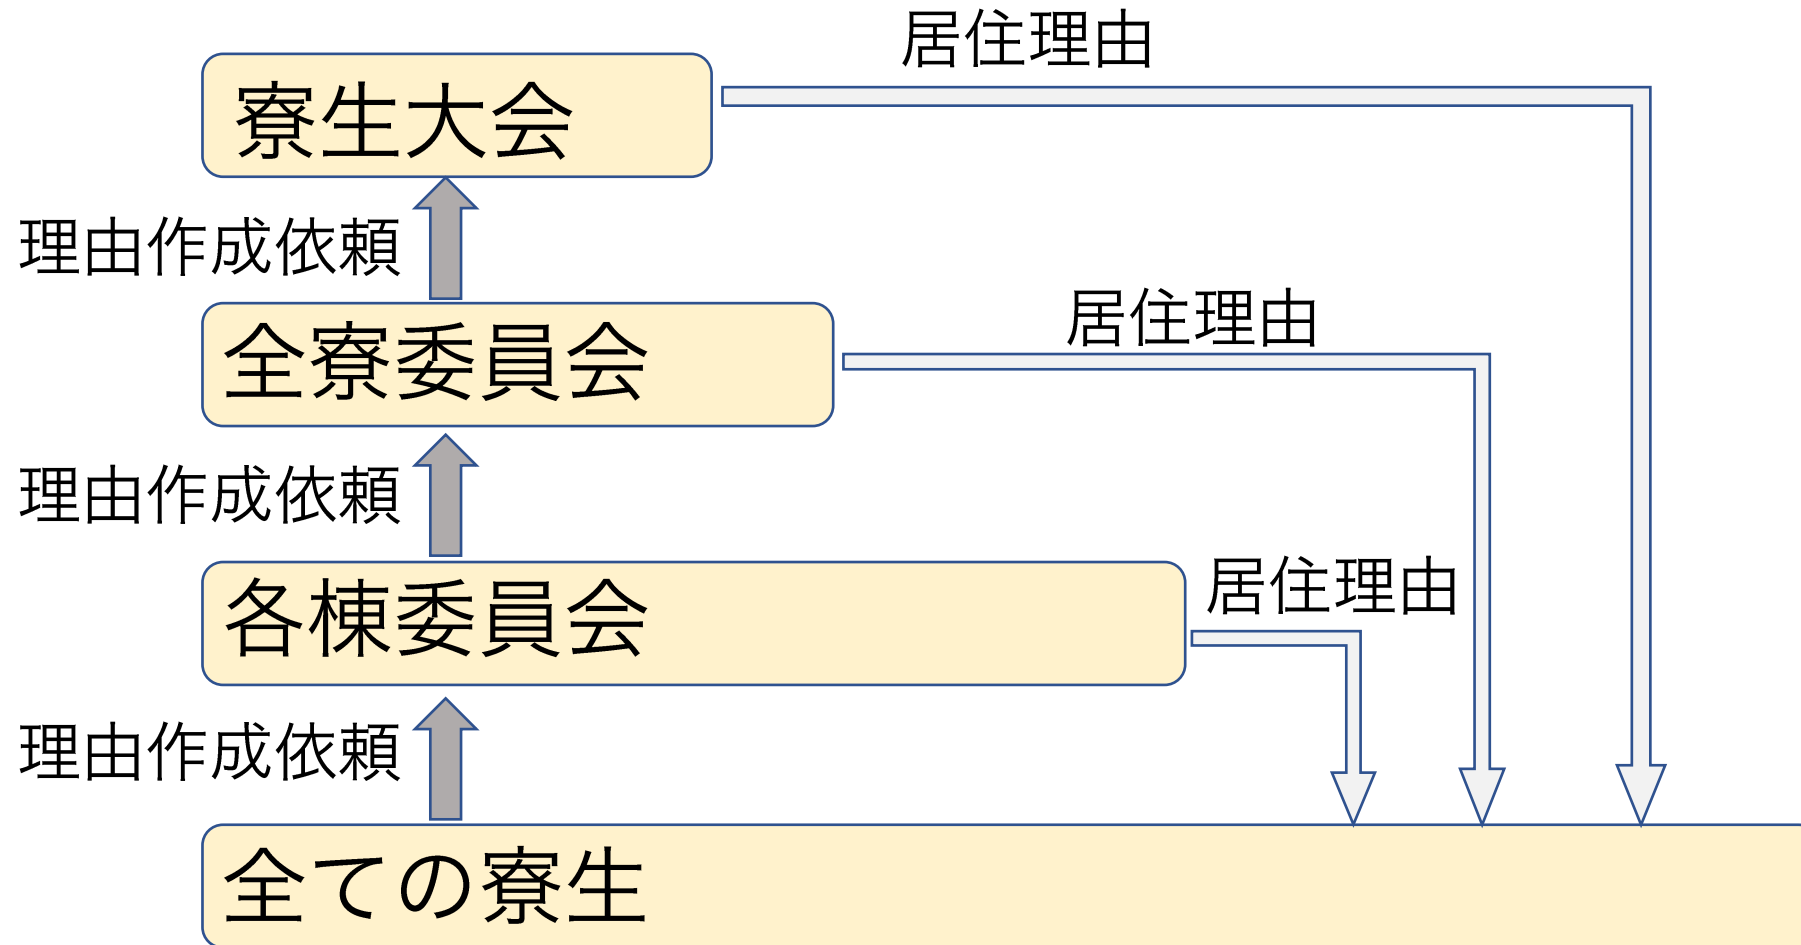 居住理由
寮生大会
理由作成依頼
居住理由
全寮委員会
理由作成依頼
居住理由
各棟委員会
理由作成依頼
全ての寮生